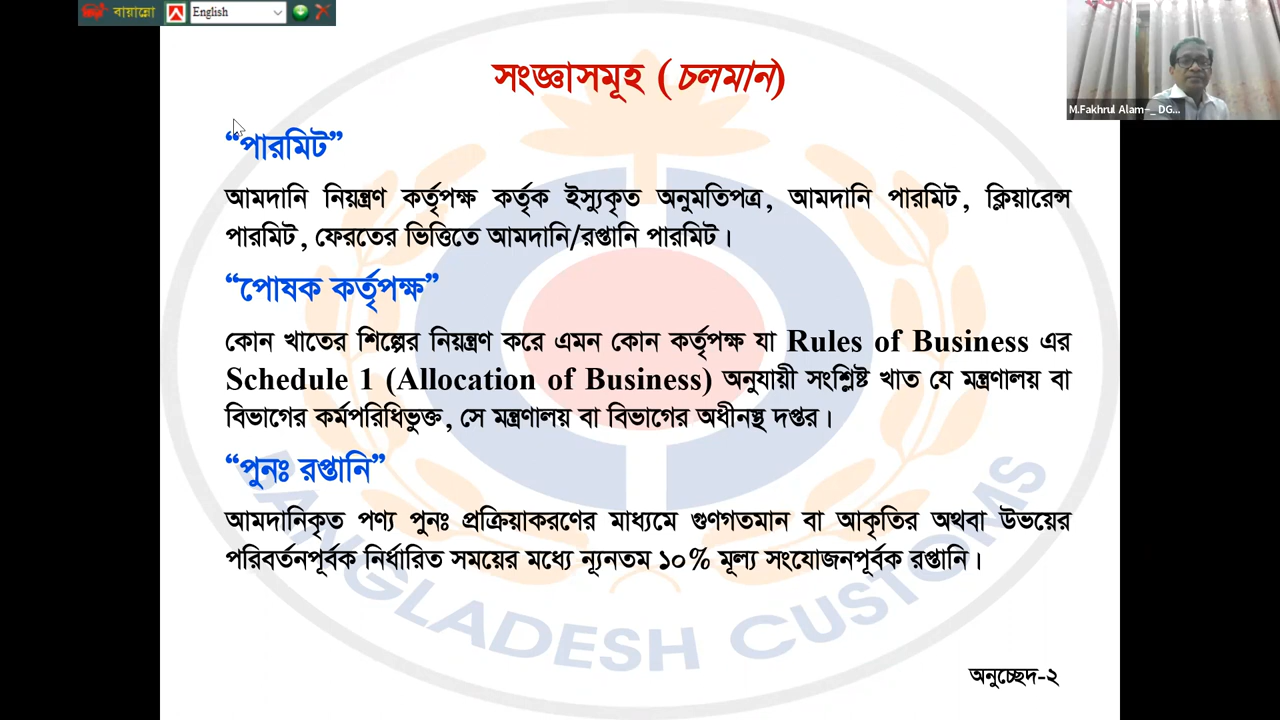 বায়ান্নো English
M.Fakhrul Alam-_ DG...
সংজ্ঞাসমূহ (চলমান)
“পারমিট”
আমদানি নিয়ন্ত্রণ কর্তৃপক্ষ কর্তৃক ইস্যুকৃত অনুমতিপত্র, আমদানি পারমিট, ক্লিয়ারেন্স
পারমিট, ফেরতের ভিত্তিতে আমদানি/রপ্তানি পারমিট।
“পোষক কর্তৃপক্ষ”
কোন খাতের শিল্পের নিয়ন্ত্রণ করে এমন কোন কর্তৃপক্ষ যা Rules of Business এর
Schedule 1 (Allocation of Business) অনুযায়ী সংশ্লিষ্ট খাত যে মন্ত্রণালয় বা
বিভাগের কর্মপরিধিভুক্ত, সে মন্ত্রণালয় বা বিভাগের অধীনস্থ দপ্তর।
“পুনঃ রপ্তানি”
আমদানিকৃত পণ্য পুনঃ প্রক্রিয়াকরণের মাধ্যমে গুণগতমান বা আকৃতির অথবা উভয়ের
পরিবর্তনপূর্বক নির্ধারিত সময়ের মধ্যে ন্যূনতম ১০% মূল্য সংযোজনপূর্বক রপ্তানি।
BANGLADESH CUSTOMS
অনুচ্ছেদ-২